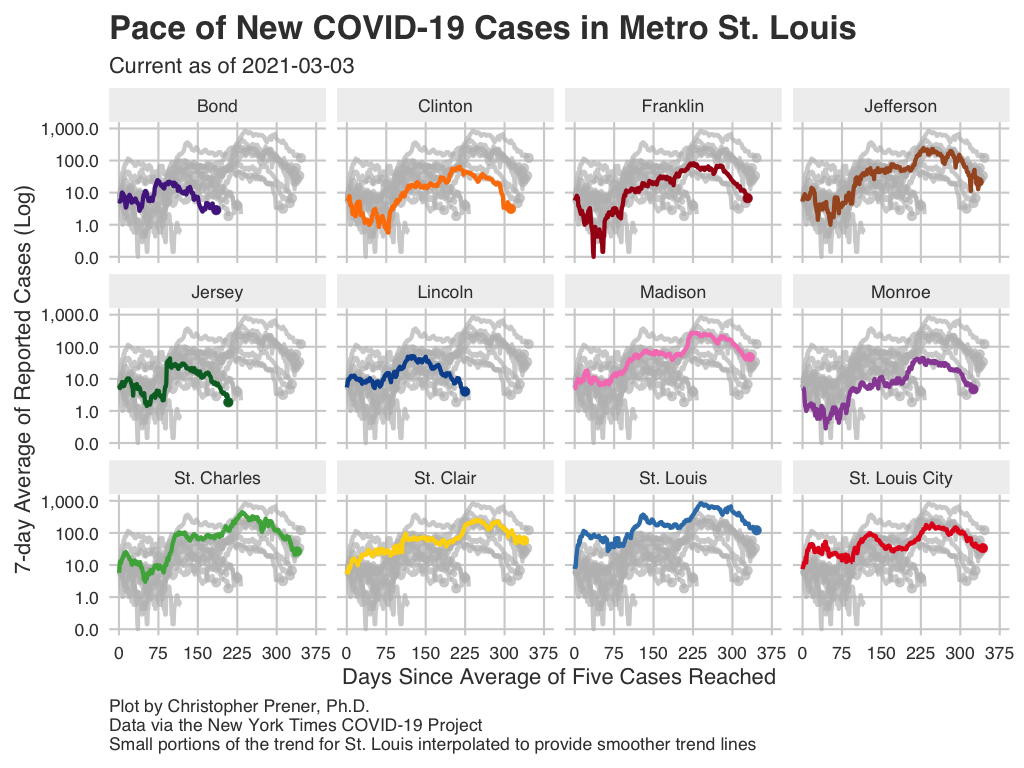 Pace of New COVID-19 Cases in Metro St. Louis
Current as of 2021-03-03
7-day Average of Reported Cases (Log)
Bond
Clinton
Franklin
Jefferson
1,000.0
100.0
10.0
1.0
0.0
Jersey
Lincoln
Madison
Monroe
1,000.0
100.0
10.0
1.0
0.0
St. Charles
St. Clair
St. Louis
St. Louis City
1,000.0
100.0
10.0
1.0
0.0
0 75 150 225 300 375
0 75 150 225 300 375
0 75 150 225 300 375
0 75 150 225 300 375
Days Since Average of Five Cases Reached
Plot by Christopher Prener, Ph.D.
Data via the New York Times COVID-19 Project
Small portions of the trend for St. Louis interpolated to provide smoother trend lines